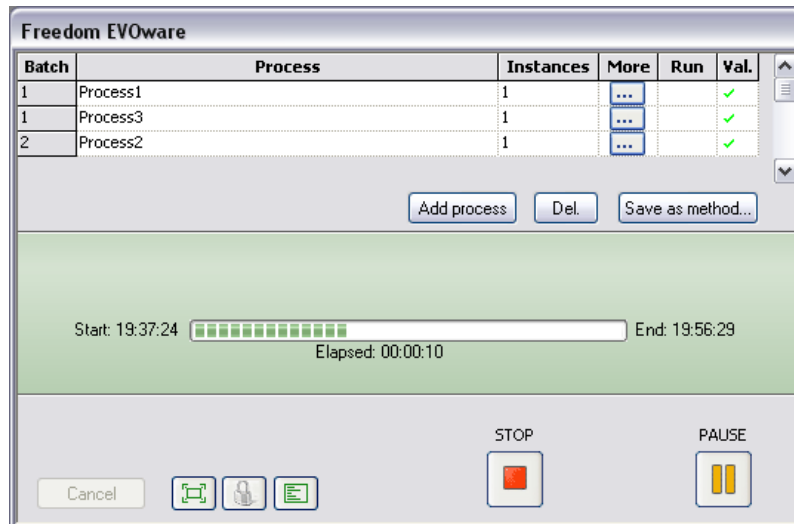 Freedom EVOware
Batch Process Instances More Run Val.
1 Process1 1 ...
1 Process3 1 ...
2 Process2 1 ...
Add process Del. Save as method...
Start: 19:37:24 End: 19:56:29
Elapsed: 00:00:10
STOP PAUSE
Cancel